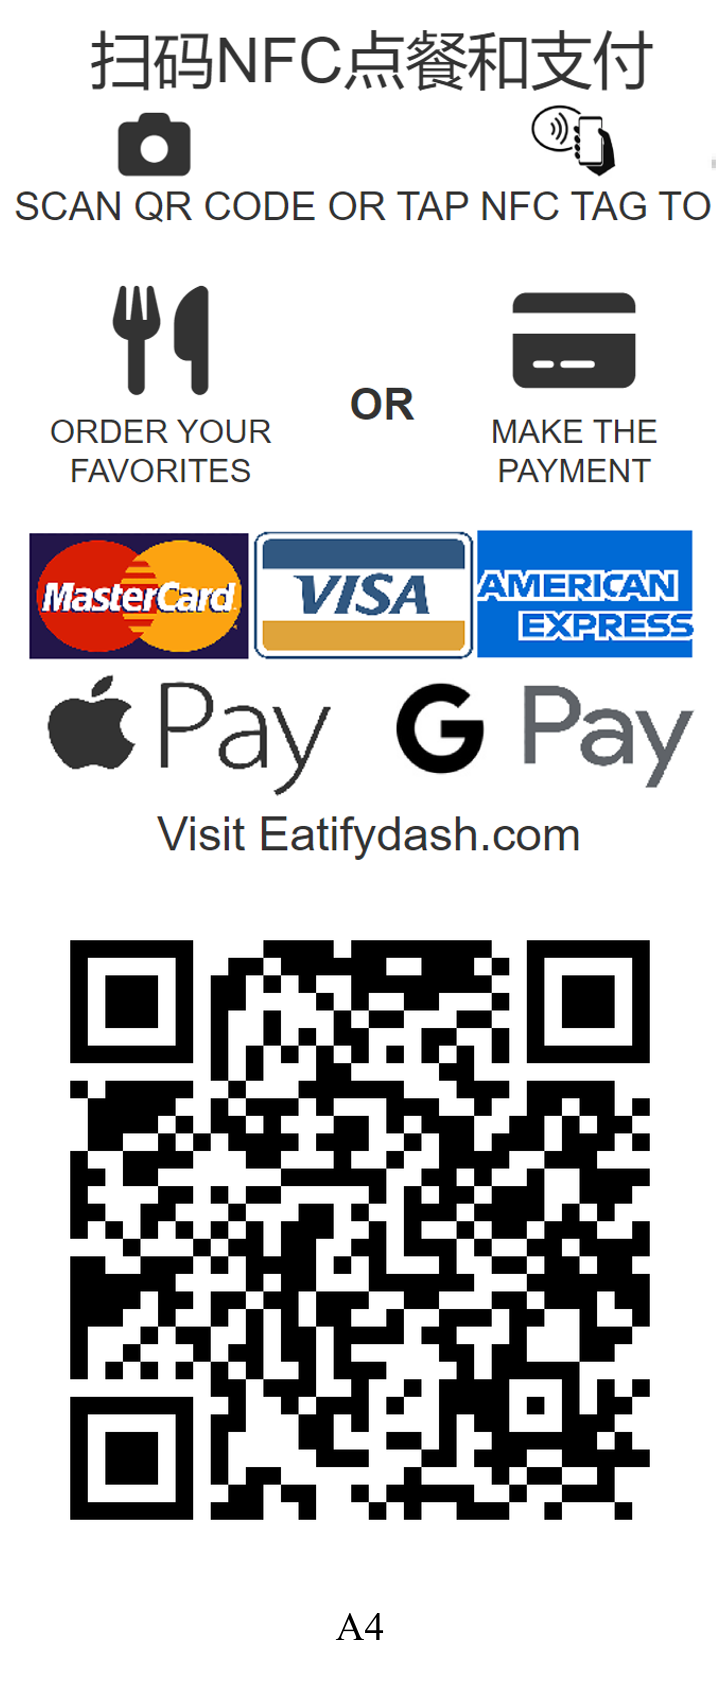 扫码NFC点餐和支付
SCAN QR CODE OR TAP NFC TAG TO
ORDER YOUR
FAVORITES
OR
MAKE THE
PAYMENT
MasterCard
VISA
AMERICAN
EXPRESS
Pay
G Pay
Visit Eatifydash.com
A4